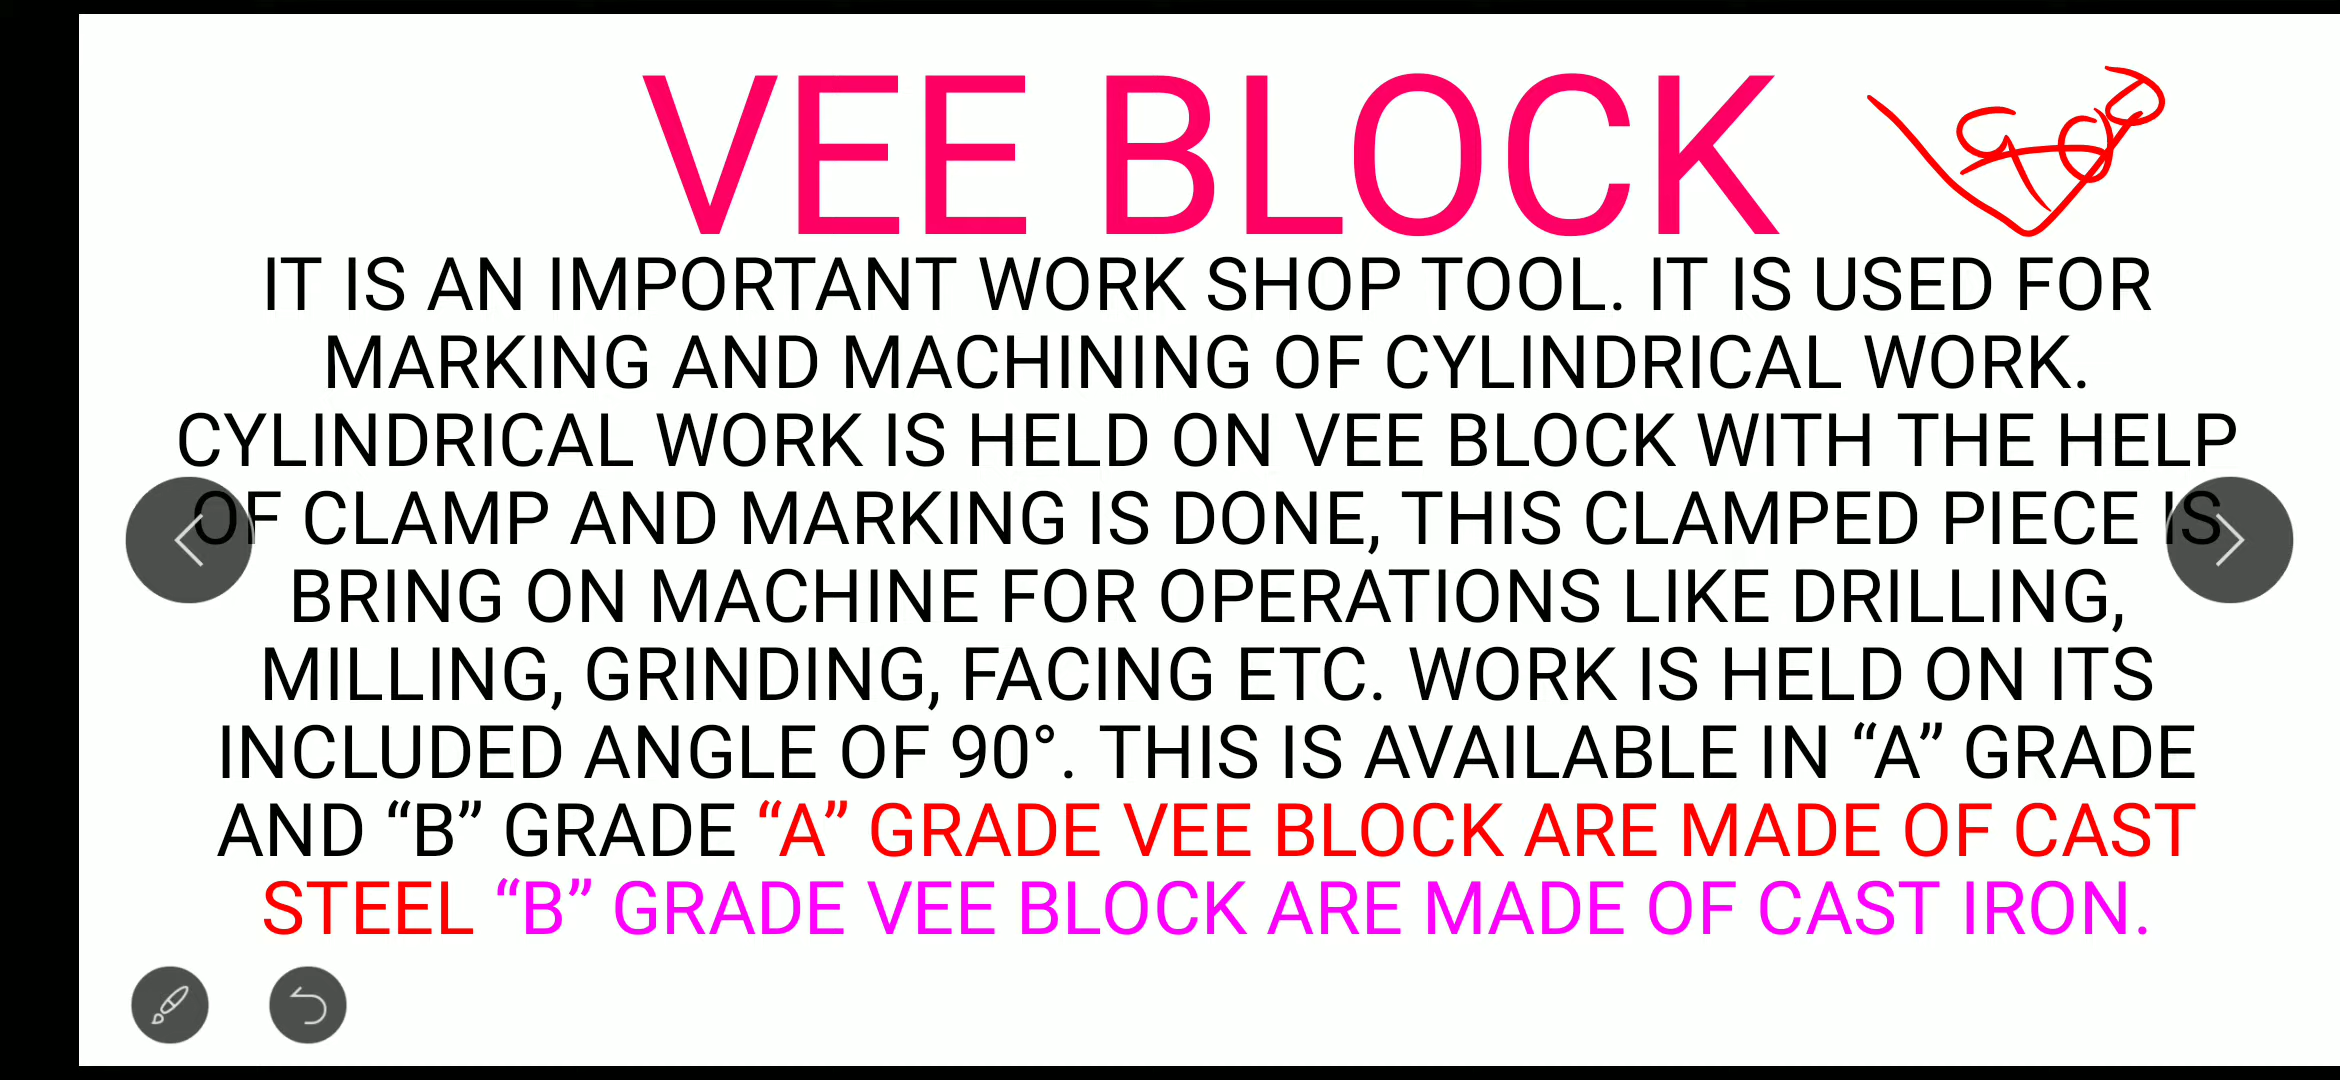 VEE BLOCK
IT IS AN IMPORTANT WORK SHOP TOOL. IT IS USED FOR
MARKING AND MACHINING OF CYLINDRICAL WORK.
CYLINDRICAL WORK IS HELD ON VEE BLOCK WITH THE HELP
OF CLAMP AND MARKING IS DONE, THIS CLAMPED PIECE IS
BRING ON MACHINE FOR OPERATIONS LIKE DRILLING,
MILLING, GRINDING, FACING ETC. WORK IS HELD ON ITS
INCLUDED ANGLE OF 90°. THIS IS AVAILABLE IN “A” GRADE
AND “B” GRADE “A” GRADE VEE BLOCK ARE MADE OF CAST
STEEL “B” GRADE VEE BLOCK ARE MADE OF CAST IRON.